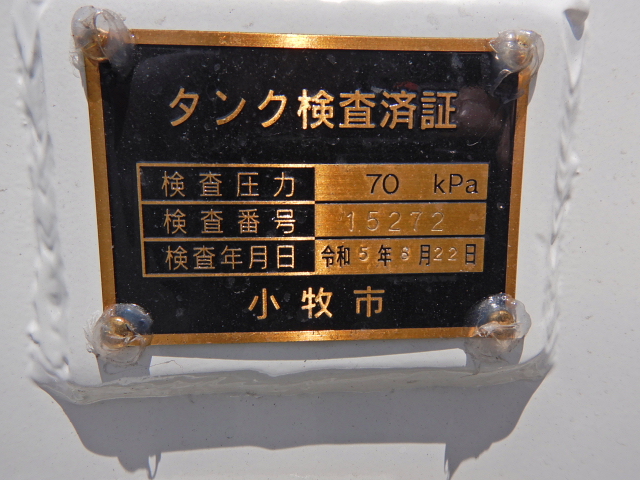 タンク検査済証
検査圧力 70 kPa
検査番号 15272
検査年月日 令和5年8月22日
小牧市